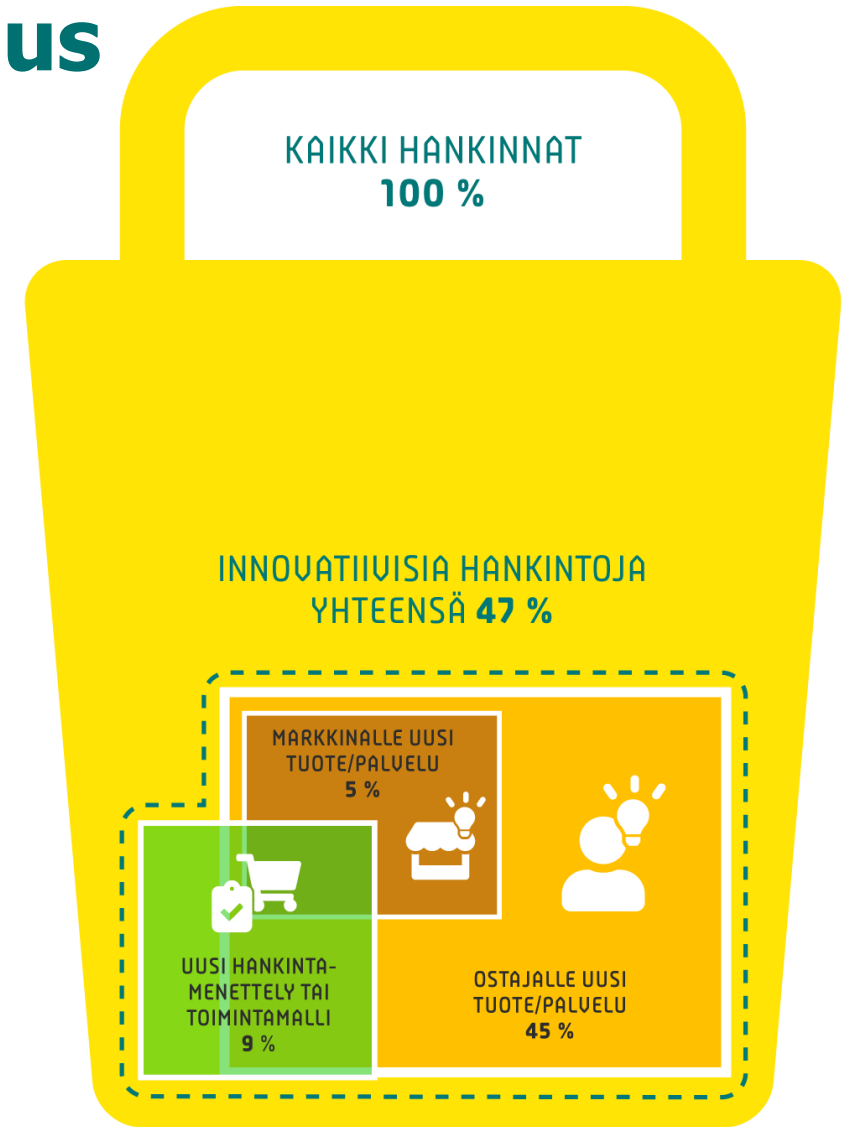 us
KAIKKI HANKINNAT
100 %
INNOVATIIVISIA HANKINTOJA
YHTEENSÄ 47 %
MARKKINALLE UUSI
TUOTE/PALVELU
5 %
UUSI HANKINTA-
MENETTELY TAI
TOIMINTAMALLI
9 %
OSTAJALLE UUSI
TUOTE/PALVELU
45 %